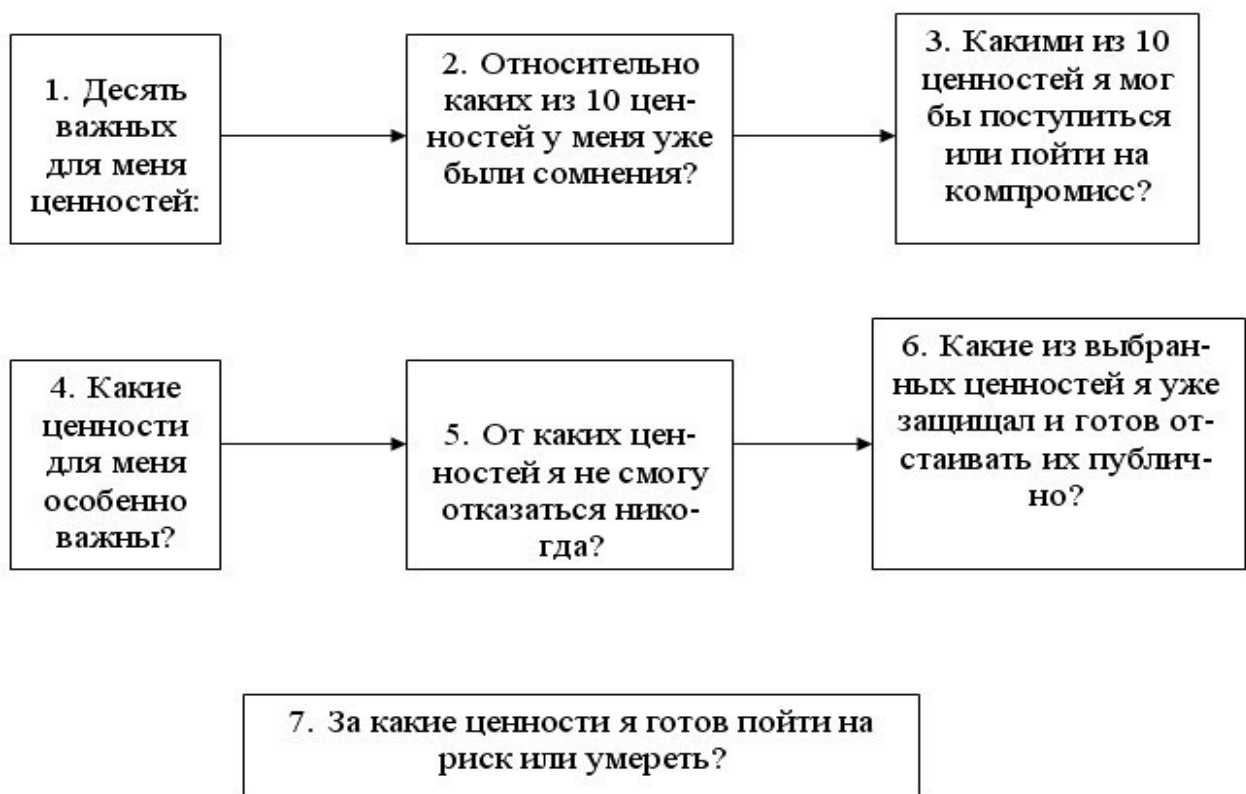 1. Десять
важных
для меня
ценностей:
2. Относительно
каких из 10 цен-
ностей у меня уже
были сомнения?
3. Какими из 10
ценностей я мог
бы поступиться
или пойти на
компромисс?
4. Какие
ценности
для меня
особенно
важны?
5. От каких цен-
ностей я не смогу
отказаться нико-
гда?
6. Какие из выбран-
ных ценностей я уже
защищал и готов от-
стаивать их публич-
но?
7. За какие ценности я готов пойти на
риск или умереть?